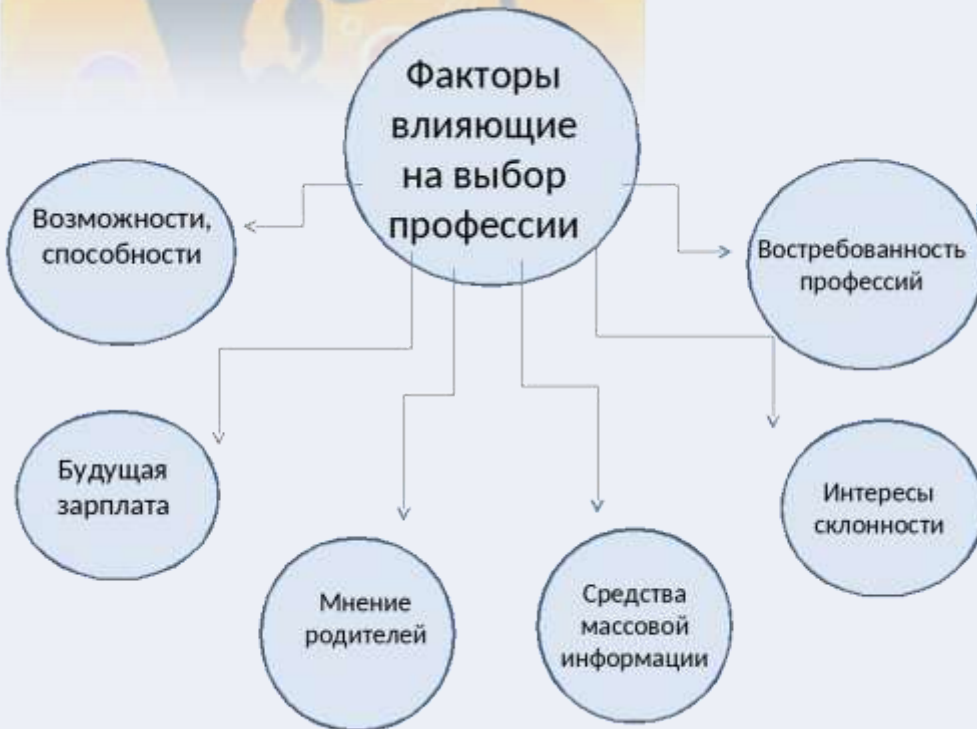 Факторы
влияющие
на выбор
профессии
Возможности,
способности
Востребованность
профессий
Будущая
зарплата
Интересы
склонности
Мнение
родителей
Средства
массовой
информации